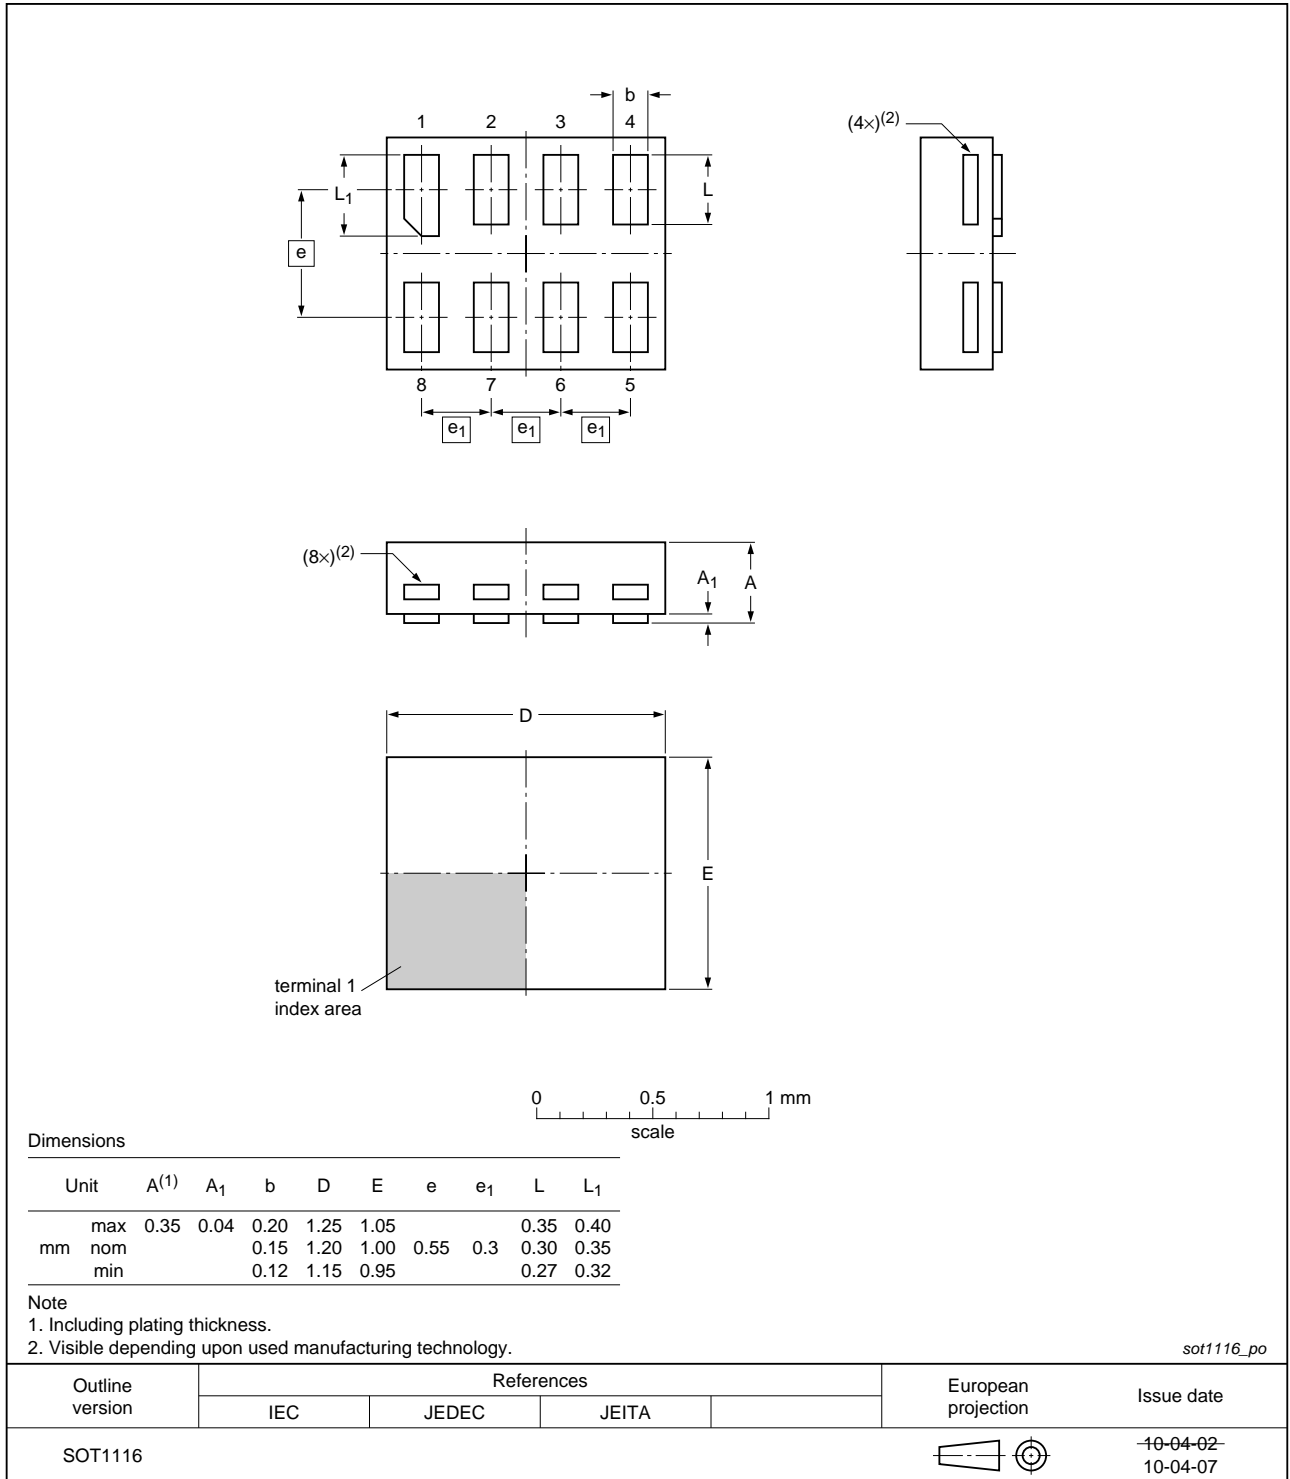 b
1 2 3 4
(4×)(2)
L1
L
e
8 7 6 5
e1 e1 e1
(8×)(2)
A1 A
D
E
terminal 1
index area
0 0.5 1 mm
scale
Dimensions
Unit A(1) A1 b D E e e1 L L1
max 0.35 0.04 0.20 1.25 1.05 0.35 0.40
mm nom 0.15 1.20 1.00 0.55 0.3 0.30 0.35
min 0.12 1.15 0.95 0.27 0.32
Note
1. Including plating thickness.
2. Visible depending upon used manufacturing technology.
sot1116_po
Outline version
References
European projection
Issue date
IEC JEDEC JEITA
SOT1116
10-04-02
10-04-07